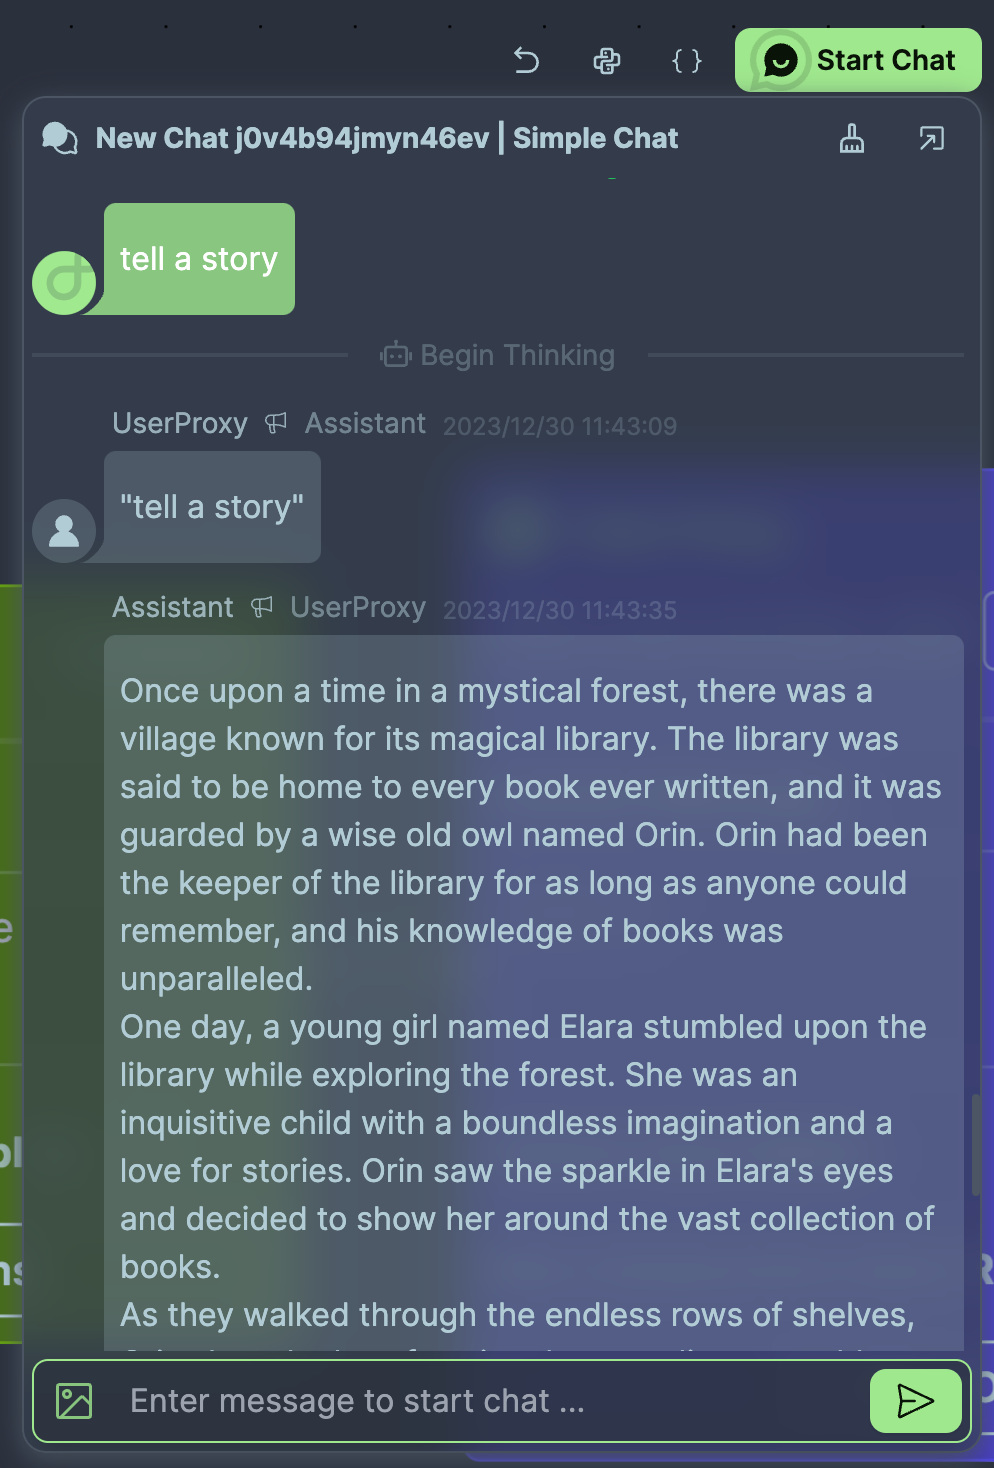 Start Chat
New Chat j0v4b94jmyn46ev | Simple Chat
tell a story
Begin Thinking
UserProxy Assistant 2023/12/30 11:43:09
"tell a story"
Assistant UserProxy 2023/12/30 11:43:35
Once upon a time in a mystical forest, there was a
village known for its magical library. The library was
said to be home to every book ever written, and it was
guarded by a wise old owl named Orin. Orin had been
the keeper of the library for as long as anyone could
remember, and his knowledge of books was
unparalleled.
One day, a young girl named Elara stumbled upon the
library while exploring the forest. She was an
inquisitive child with a boundless imagination and a
love for stories. Orin saw the sparkle in Elara's eyes
and decided to show her around the vast collection of
books.
As they walked through the endless rows of shelves,
Enter message to start chat ...